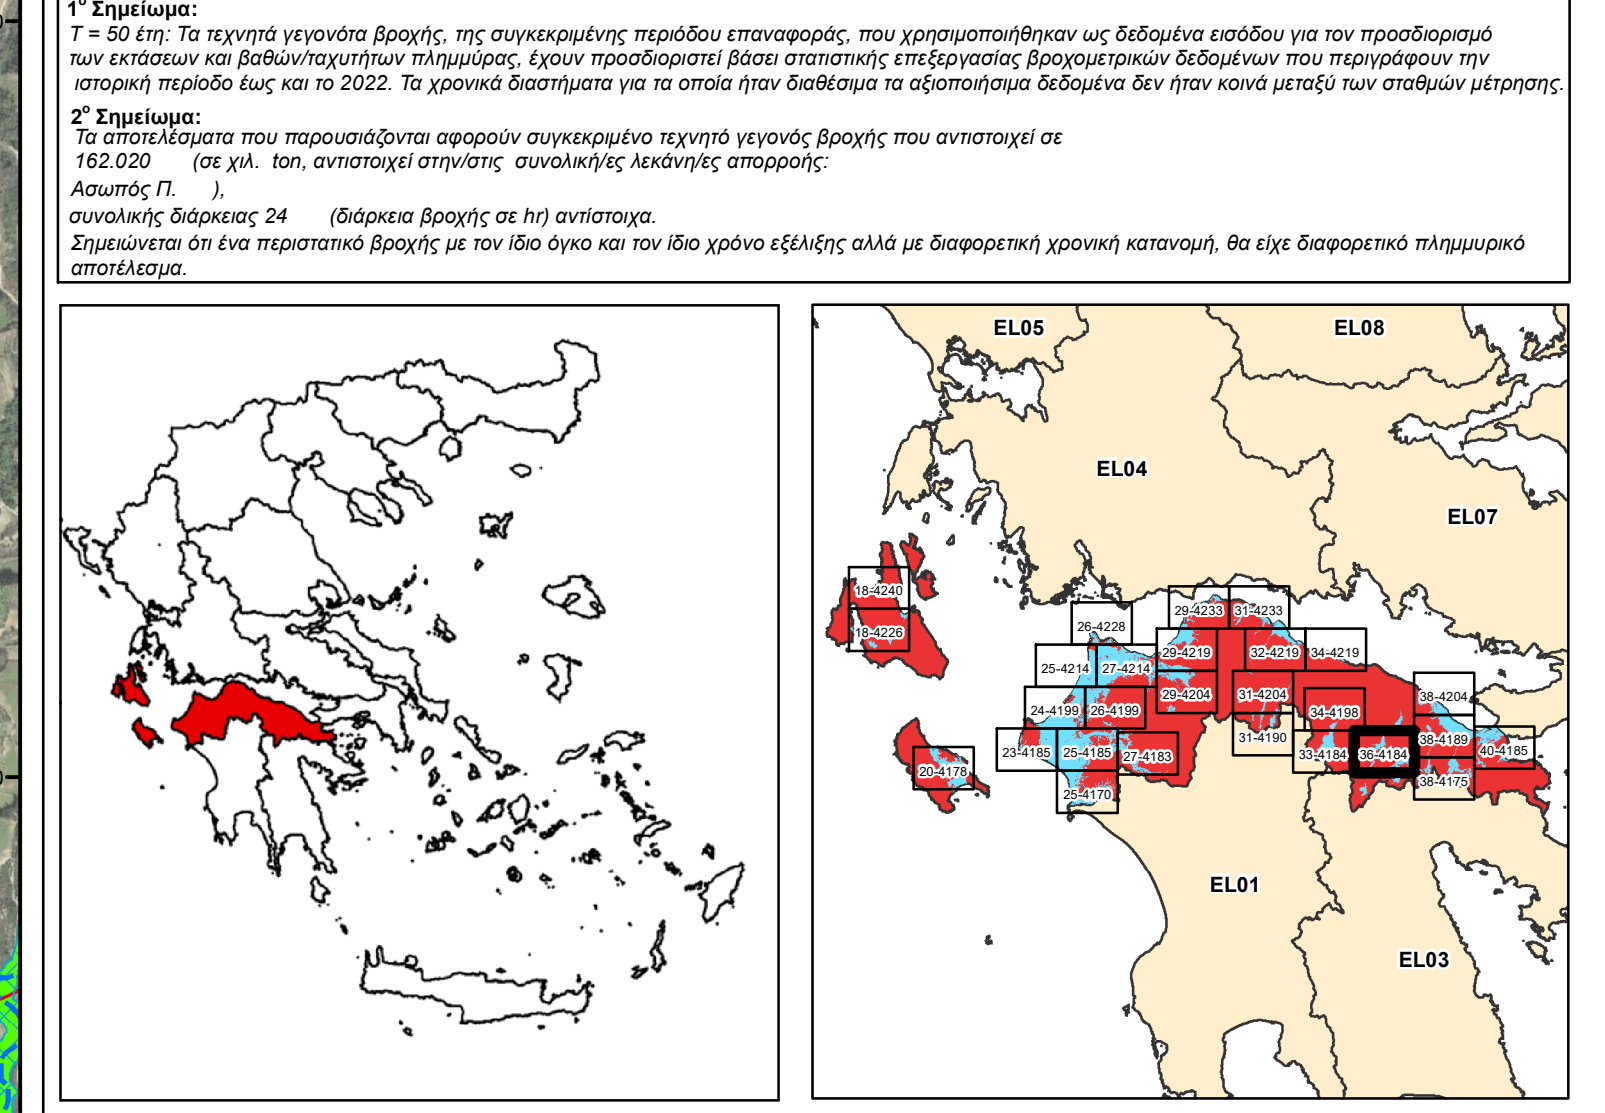 1ο Σημείωμα:
T = 50 έτη: Τα τεχνητά γεγονότα βροχής, της συγκεκριμένης περιόδου επαναφοράς, που χρησιμοποιήθηκαν ως δεδομένα εισόδου για τον προσδιορισμό
των εκτάσεων και βαθών/ταχυτήτων πλημμύρας, έχουν προσδιοριστεί βάσει στατιστικής επεξεργασίας βροχομετρικών δεδομένων που περιγράφουν την
ιστορική περίοδο έως και το 2022. Τα χρονικά διαστήματα για τα οποία ήταν διαθέσιμα τα αξιοποιήσιμα δεδομένα δεν ήταν κοινά μεταξύ των σταθμών μέτρησης.
2ο Σημείωμα:
Τα αποτελέσματα που παρουσιάζονται αφορούν συγκεκριμένο τεχνητό γεγονός βροχής που αντιστοιχεί σε
162.020 (σε χιλ. ton, αντιστοιχεί στην/στις συνολική/ες λεκάνη/ες απορροής:
Ασωπός Π. ),
συνολικής διάρκειας 24 (διάρκεια βροχής σε hr) αντίστοιχα.
Σημειώνεται ότι ένα περιστατικό βροχής με τον ίδιο όγκο και τον ίδιο χρόνο εξέλιξης αλλά με διαφορετική χρονική κατανομή, θα είχε διαφορετικό πλημμυρικό
αποτέλεσμα.
EL05
EL08
EL04
EL07
18-4240
18-4226
29-4233
31-4233
26-4228
29-4219
32-4219
34-4219
25-4214
27-4214
29-4204
31-4204
38-4204
24-4199
26-4199
34-4198
31-4190
38-4189
23-4185
25-4185
27-4183
33-4184
36-4184
40-4185
20-4178
38-4175
25-4170
EL01
EL03